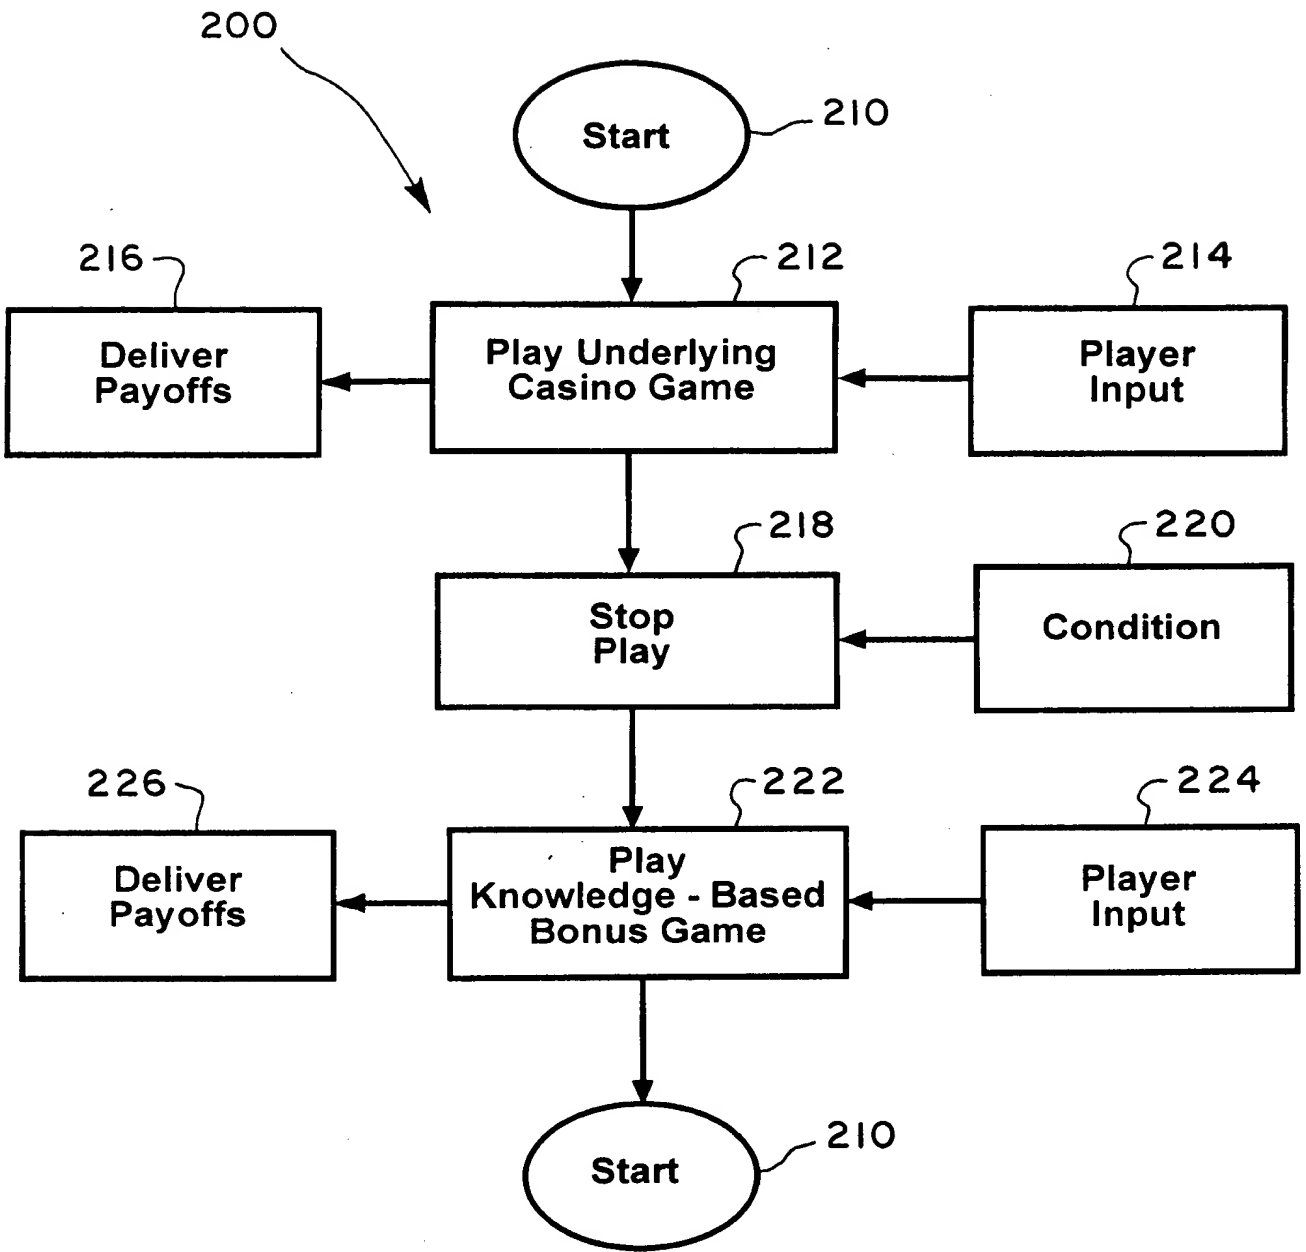 200
Start
210
216
212
214
Deliver
Payoffs
Play Underlying
Casino Game
Player
Input
218
220
Stop
Play
Condition
226
222
224
Deliver
Payoffs
Play
Knowledge - Based
Bonus Game
Player
Input
Start
210